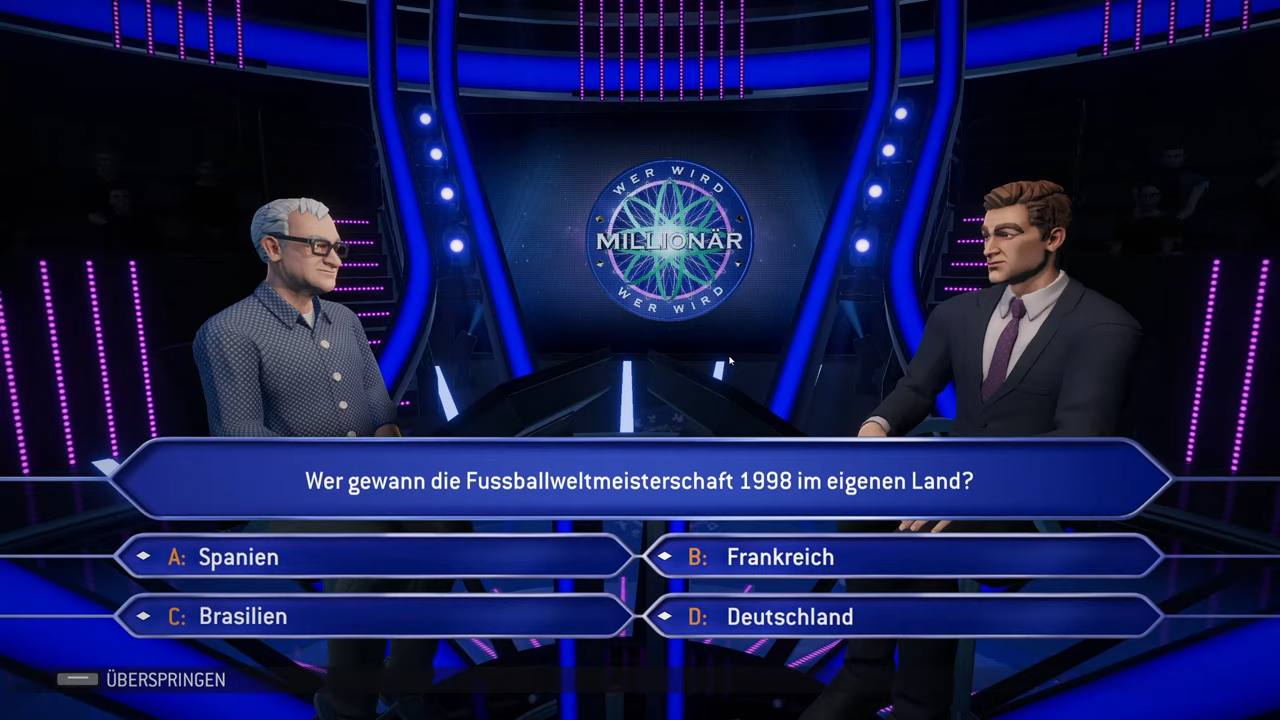 WER WIRD
MILLIONÄR
WER WIRD
Wer gewann die Fussballweltmeisterschaft 1998 im eigenen Land?
A: Spanien
B: Frankreich
C: Brasilien
D: Deutschland
ÜBERSPRINGEN